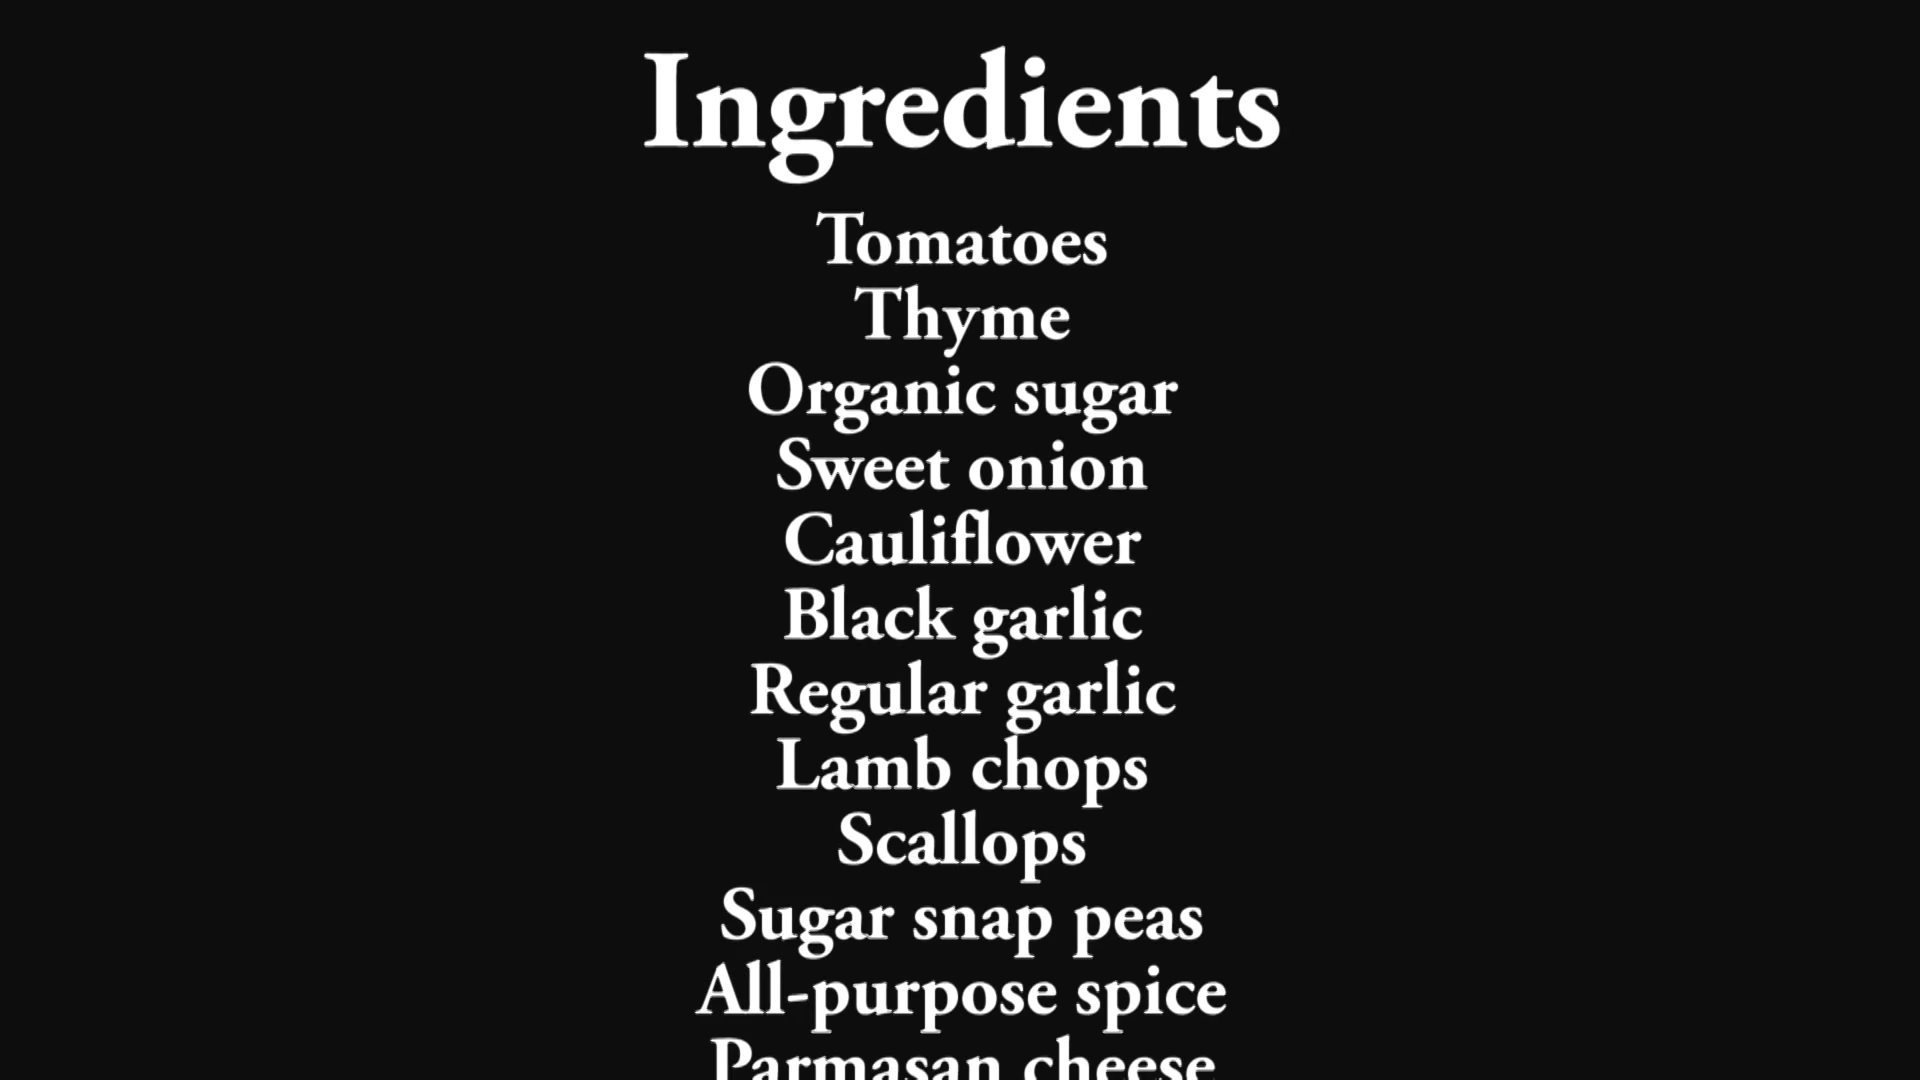 Ingredients
Tomatoes
Thyme
Organic sugar
Sweet onion
Cauliflower
Black garlic
Regular garlic
Lamb chops
Scallops
Sugar snap peas
All-purpose spice
Parmasan cheese